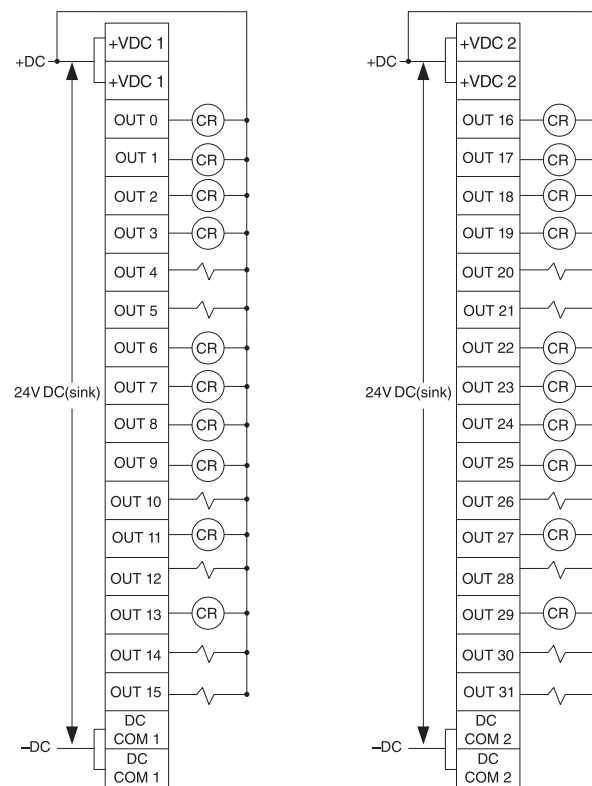 +VDC 1
+DC
+VDC 1
OUT 0 CR
OUT 1 CR
OUT 2 CR
OUT 3 CR
OUT 4
OUT 5
OUT 6 CR
OUT 7 CR
24V DC(sink)
OUT 8 CR
OUT 9 CR
OUT 10
OUT 11 CR
OUT 12
OUT 13 CR
OUT 14
OUT 15
DC
COM 1
–DC
DC
COM 1
+VDC 2
+DC
+VDC 2
OUT 16 CR
OUT 17 CR
OUT 18 CR
OUT 19 CR
OUT 20
OUT 21
OUT 22 CR
OUT 23 CR
24V DC(sink)
OUT 24 CR
OUT 25 CR
OUT 26
OUT 27 CR
OUT 28
OUT 29 CR
OUT 30
OUT 31
DC
COM 2
–DC
DC
COM 2